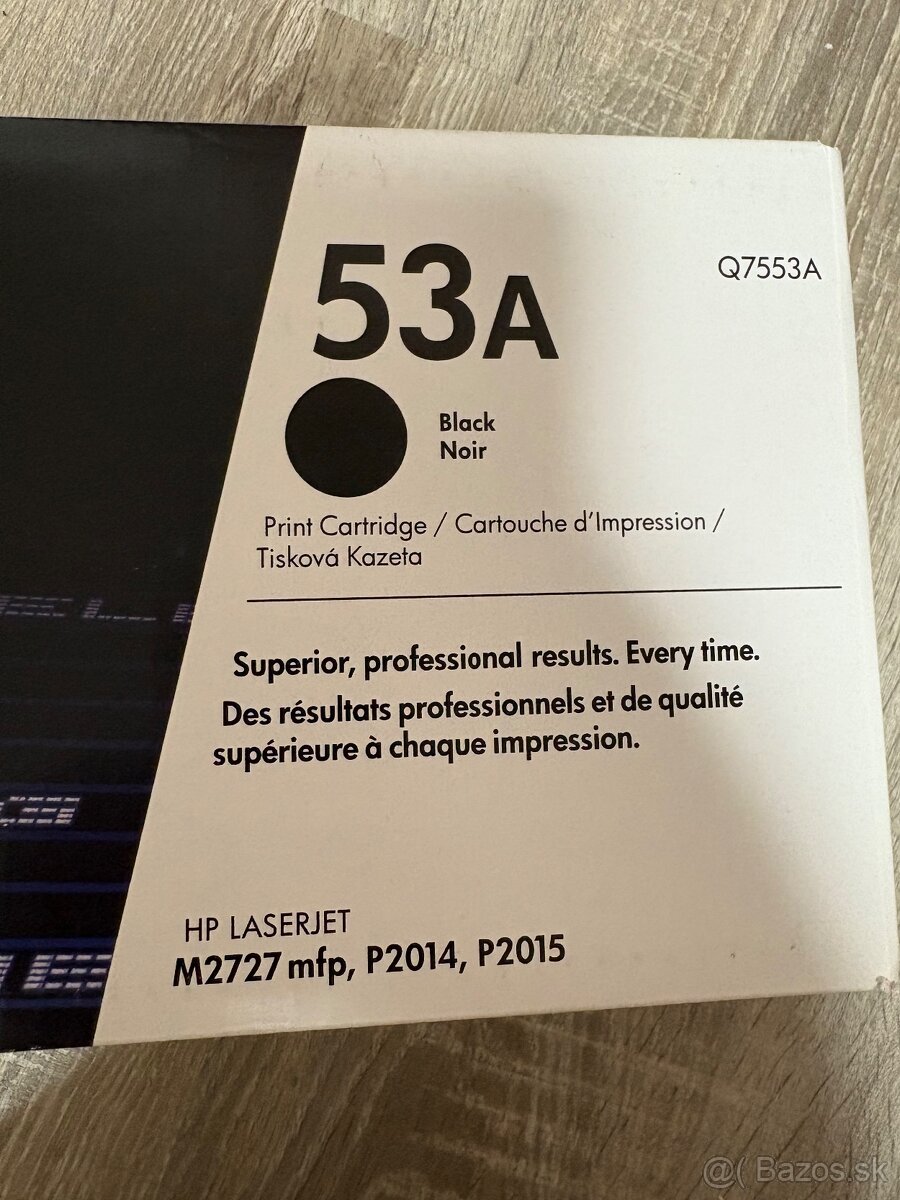 53A
Q7553A
Black
Noir
Print Cartridge / Cartouche d'Impression /
Tisková Kazeta
Superior, professional results. Every time.
Des résultats professionnels et de qualité
supérieure à chaque impression.
HP LASERJET
M2727 mfp, P2014, P2015
@( Bazos.sk